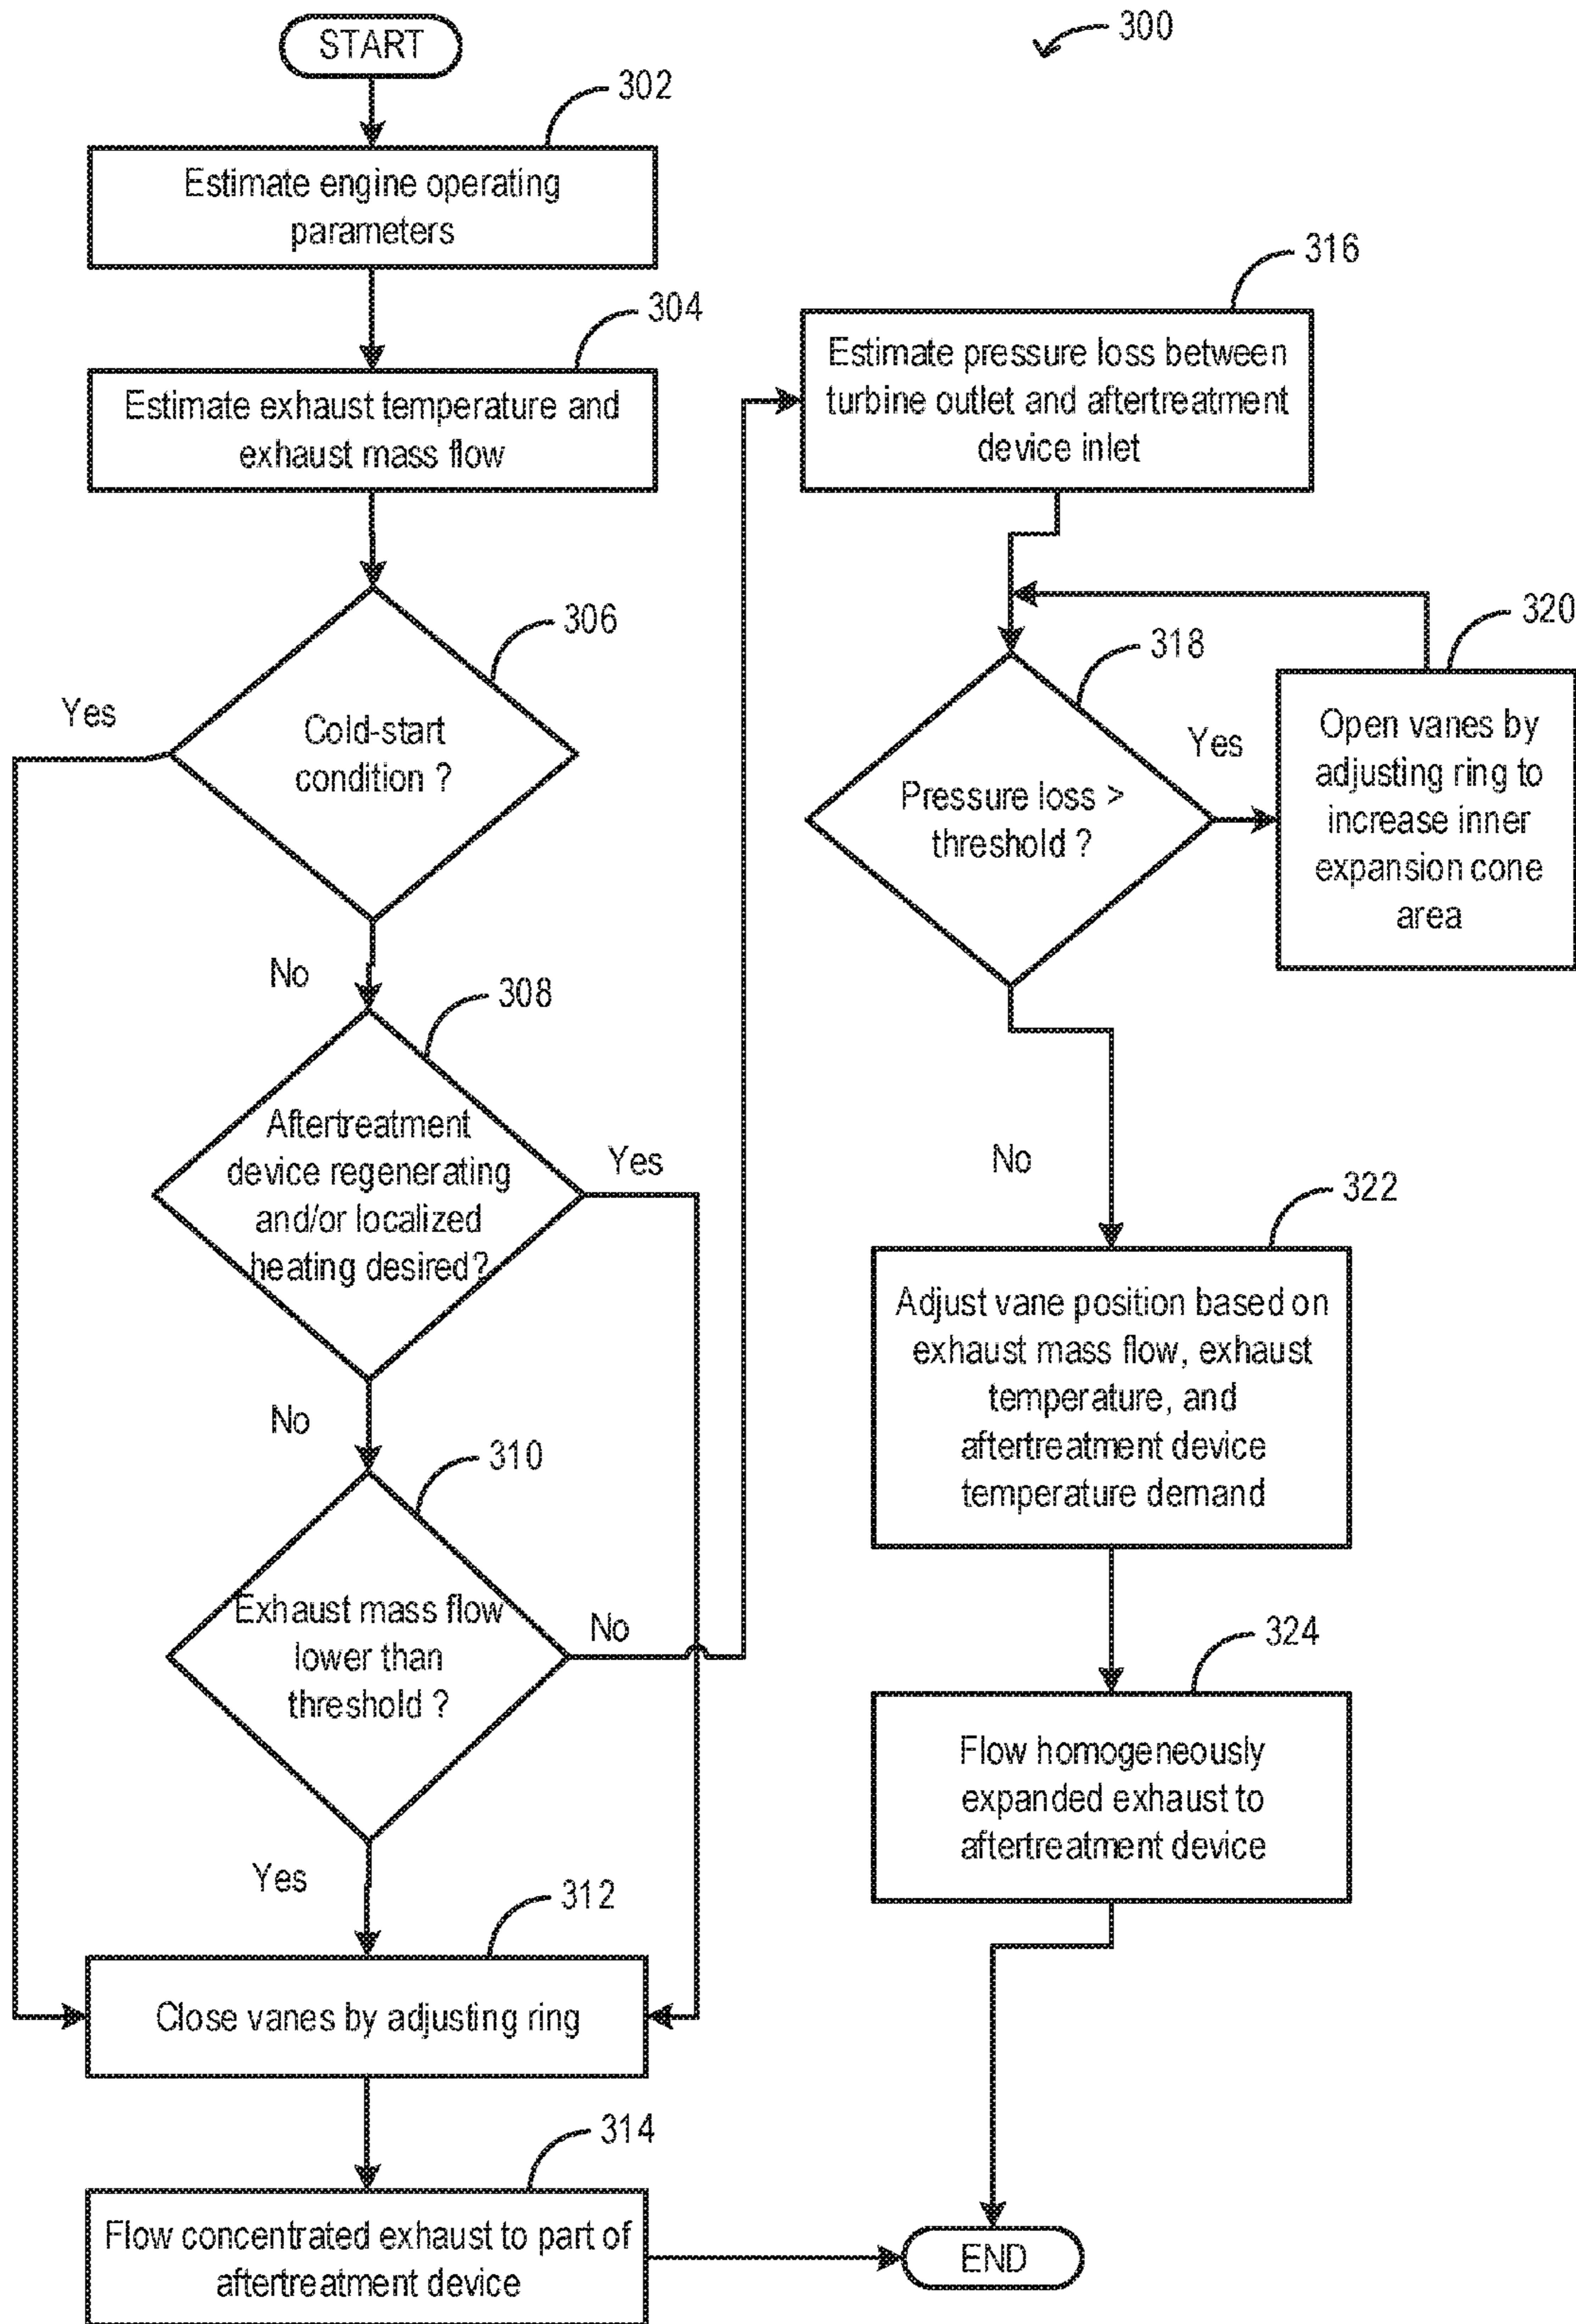 START
300
302
Estimate engine operating
parameters
304
Estimate exhaust temperature and
exhaust mass flow
306
Yes
Cold-start
condition ?
No
308
Aftertreatment
device regenerating
and/or localized
heating desired?
Yes
No
310
Exhaust mass flow
lower than
threshold ?
No
Yes
312
Close vanes by adjusting ring
314
Flow concentrated exhaust to part of
aftertreatment device
316
Estimate pressure loss between
turbine outlet and aftertreatment
device inlet
318
Pressure loss >
threshold ?
Yes
320
Open vanes by
adjusting ring to
increase inner
expansion cone
area
No
322
Adjust vane position based on
exhaust mass flow, exhaust
temperature, and
aftertreatment device
temperature demand
324
Flow homogeneously
expanded exhaust to
aftertreatment device
END